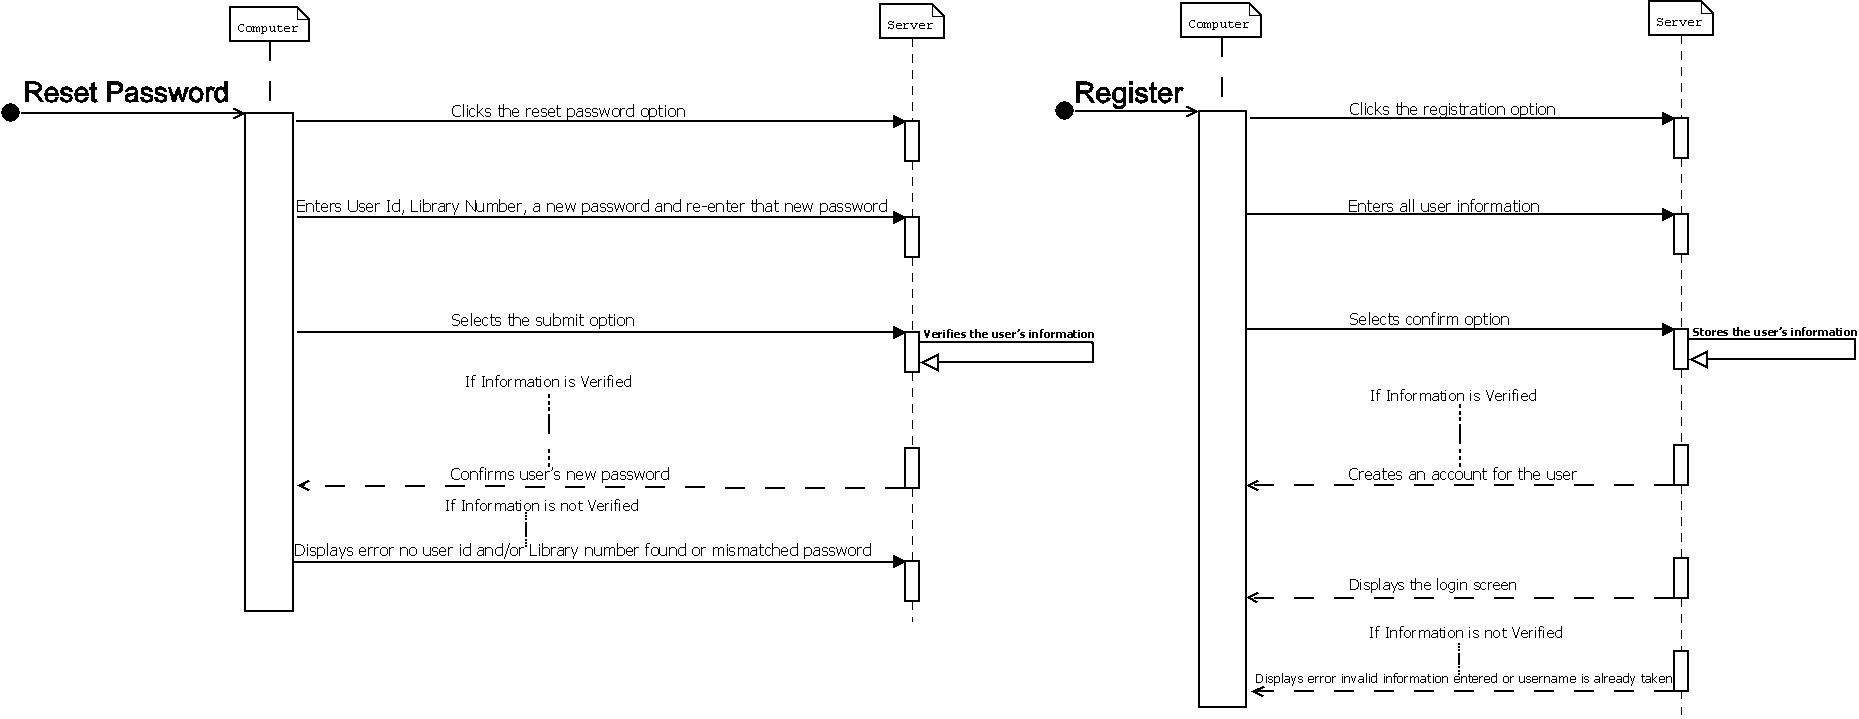 Computer
Server
Reset Password
Clicks the reset password option
Enters User Id, Library Number, a new password and re-enter that new password
Selects the submit option
Verifies the user's information
If Information is Verified
Confirms user's new password
If Information is not Verified
Displays error no user id and/or Library number found or mismatched password
Computer
Server
Register
Clicks the registration option
Enters all user information
Selects confirm option
Stores the user's information
If Information is Verified
Creates an account for the user
Displays the login screen
If Information is not Verified
Displays error invalid information entered or username is already taken